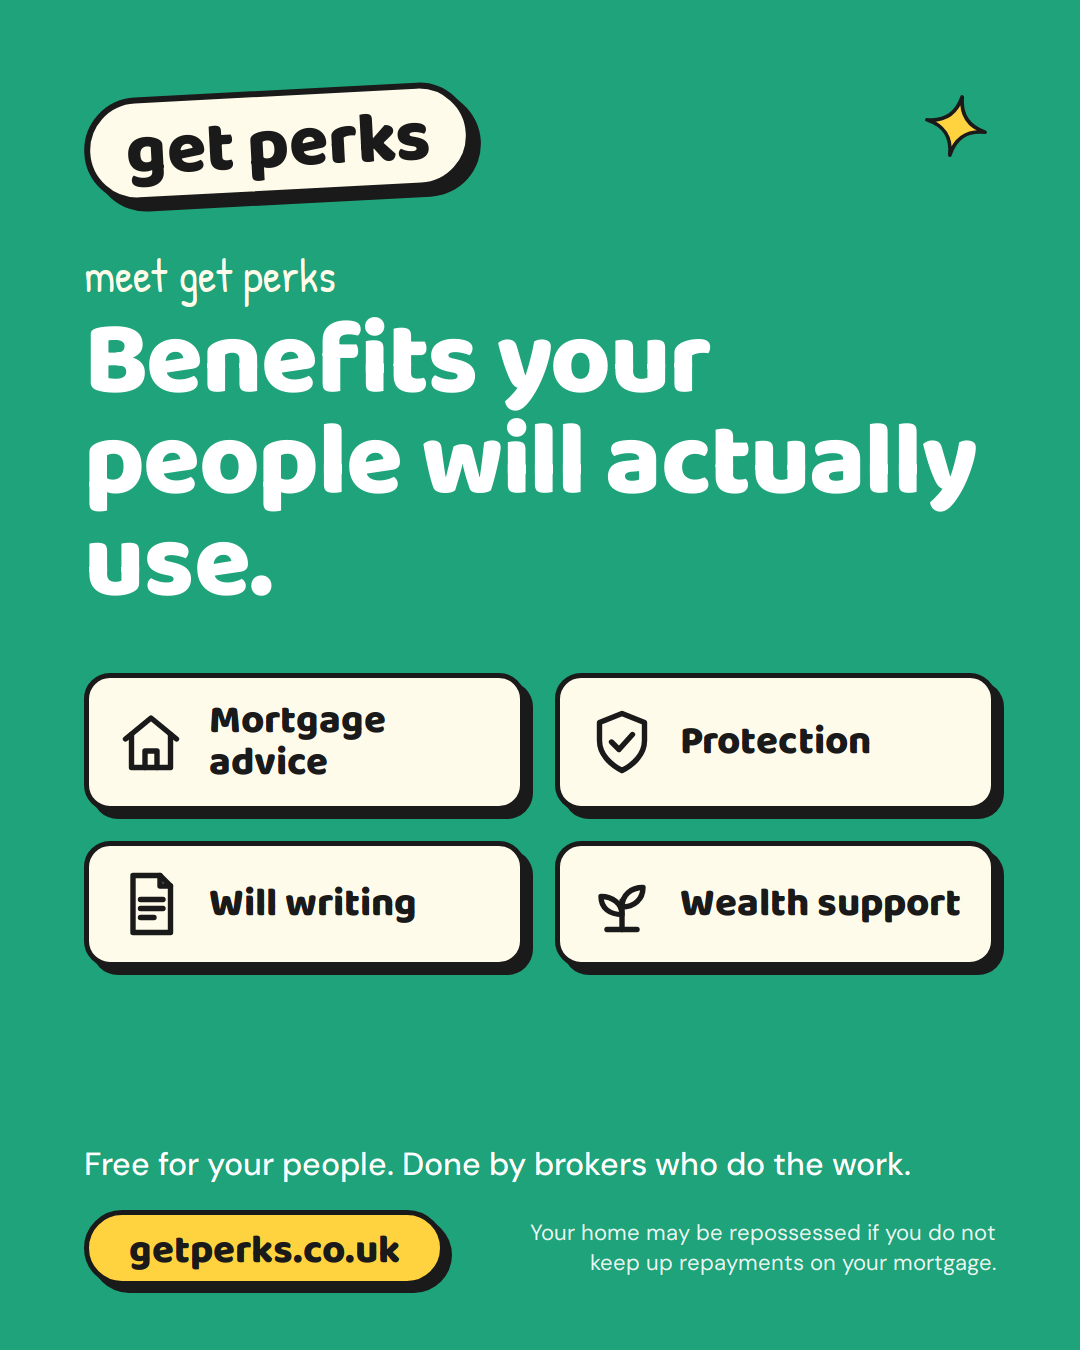 get perks
meet get perks
Benefits your
people will actually
use.
Mortgage
advice
Protection
Will writing
Wealth support
Free for your people. Done by brokers who do the work.
getperks.co.uk
Your home may be repossessed if you do not
keep up repayments on your mortgage.